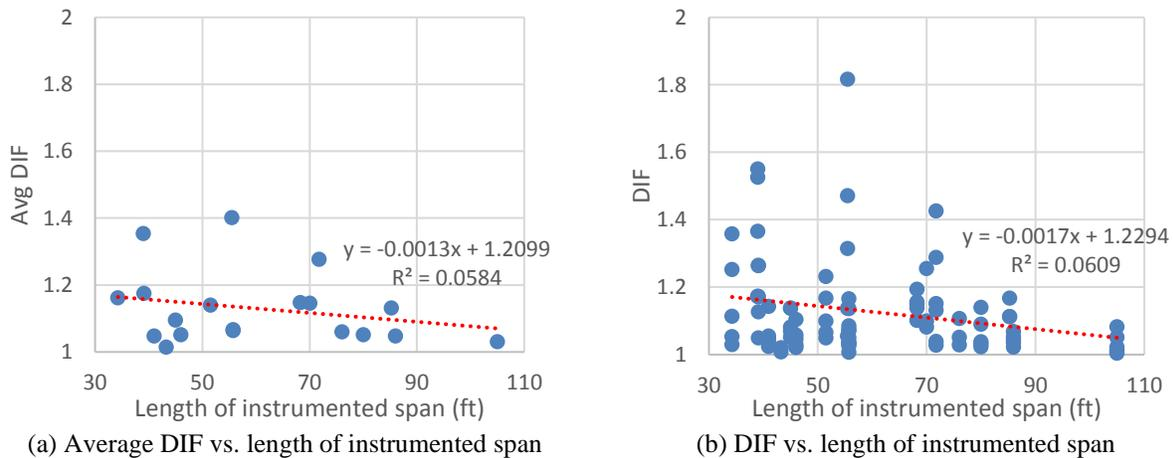 2
1.8
1.6
1.4
1.2
1
Avg DIF
y = -0.0013x + 1.2099
R² = 0.0584
30 50 70 90 110
Length of instrumented span (ft)
(a) Average DIF vs. length of instrumented span
2
1.8
1.6
1.4
1.2
1
DIF
y = -0.0017x + 1.2294
R² = 0.0609
30 50 70 90 110
Length of instrumented span (ft)
(b) DIF vs. length of instrumented span